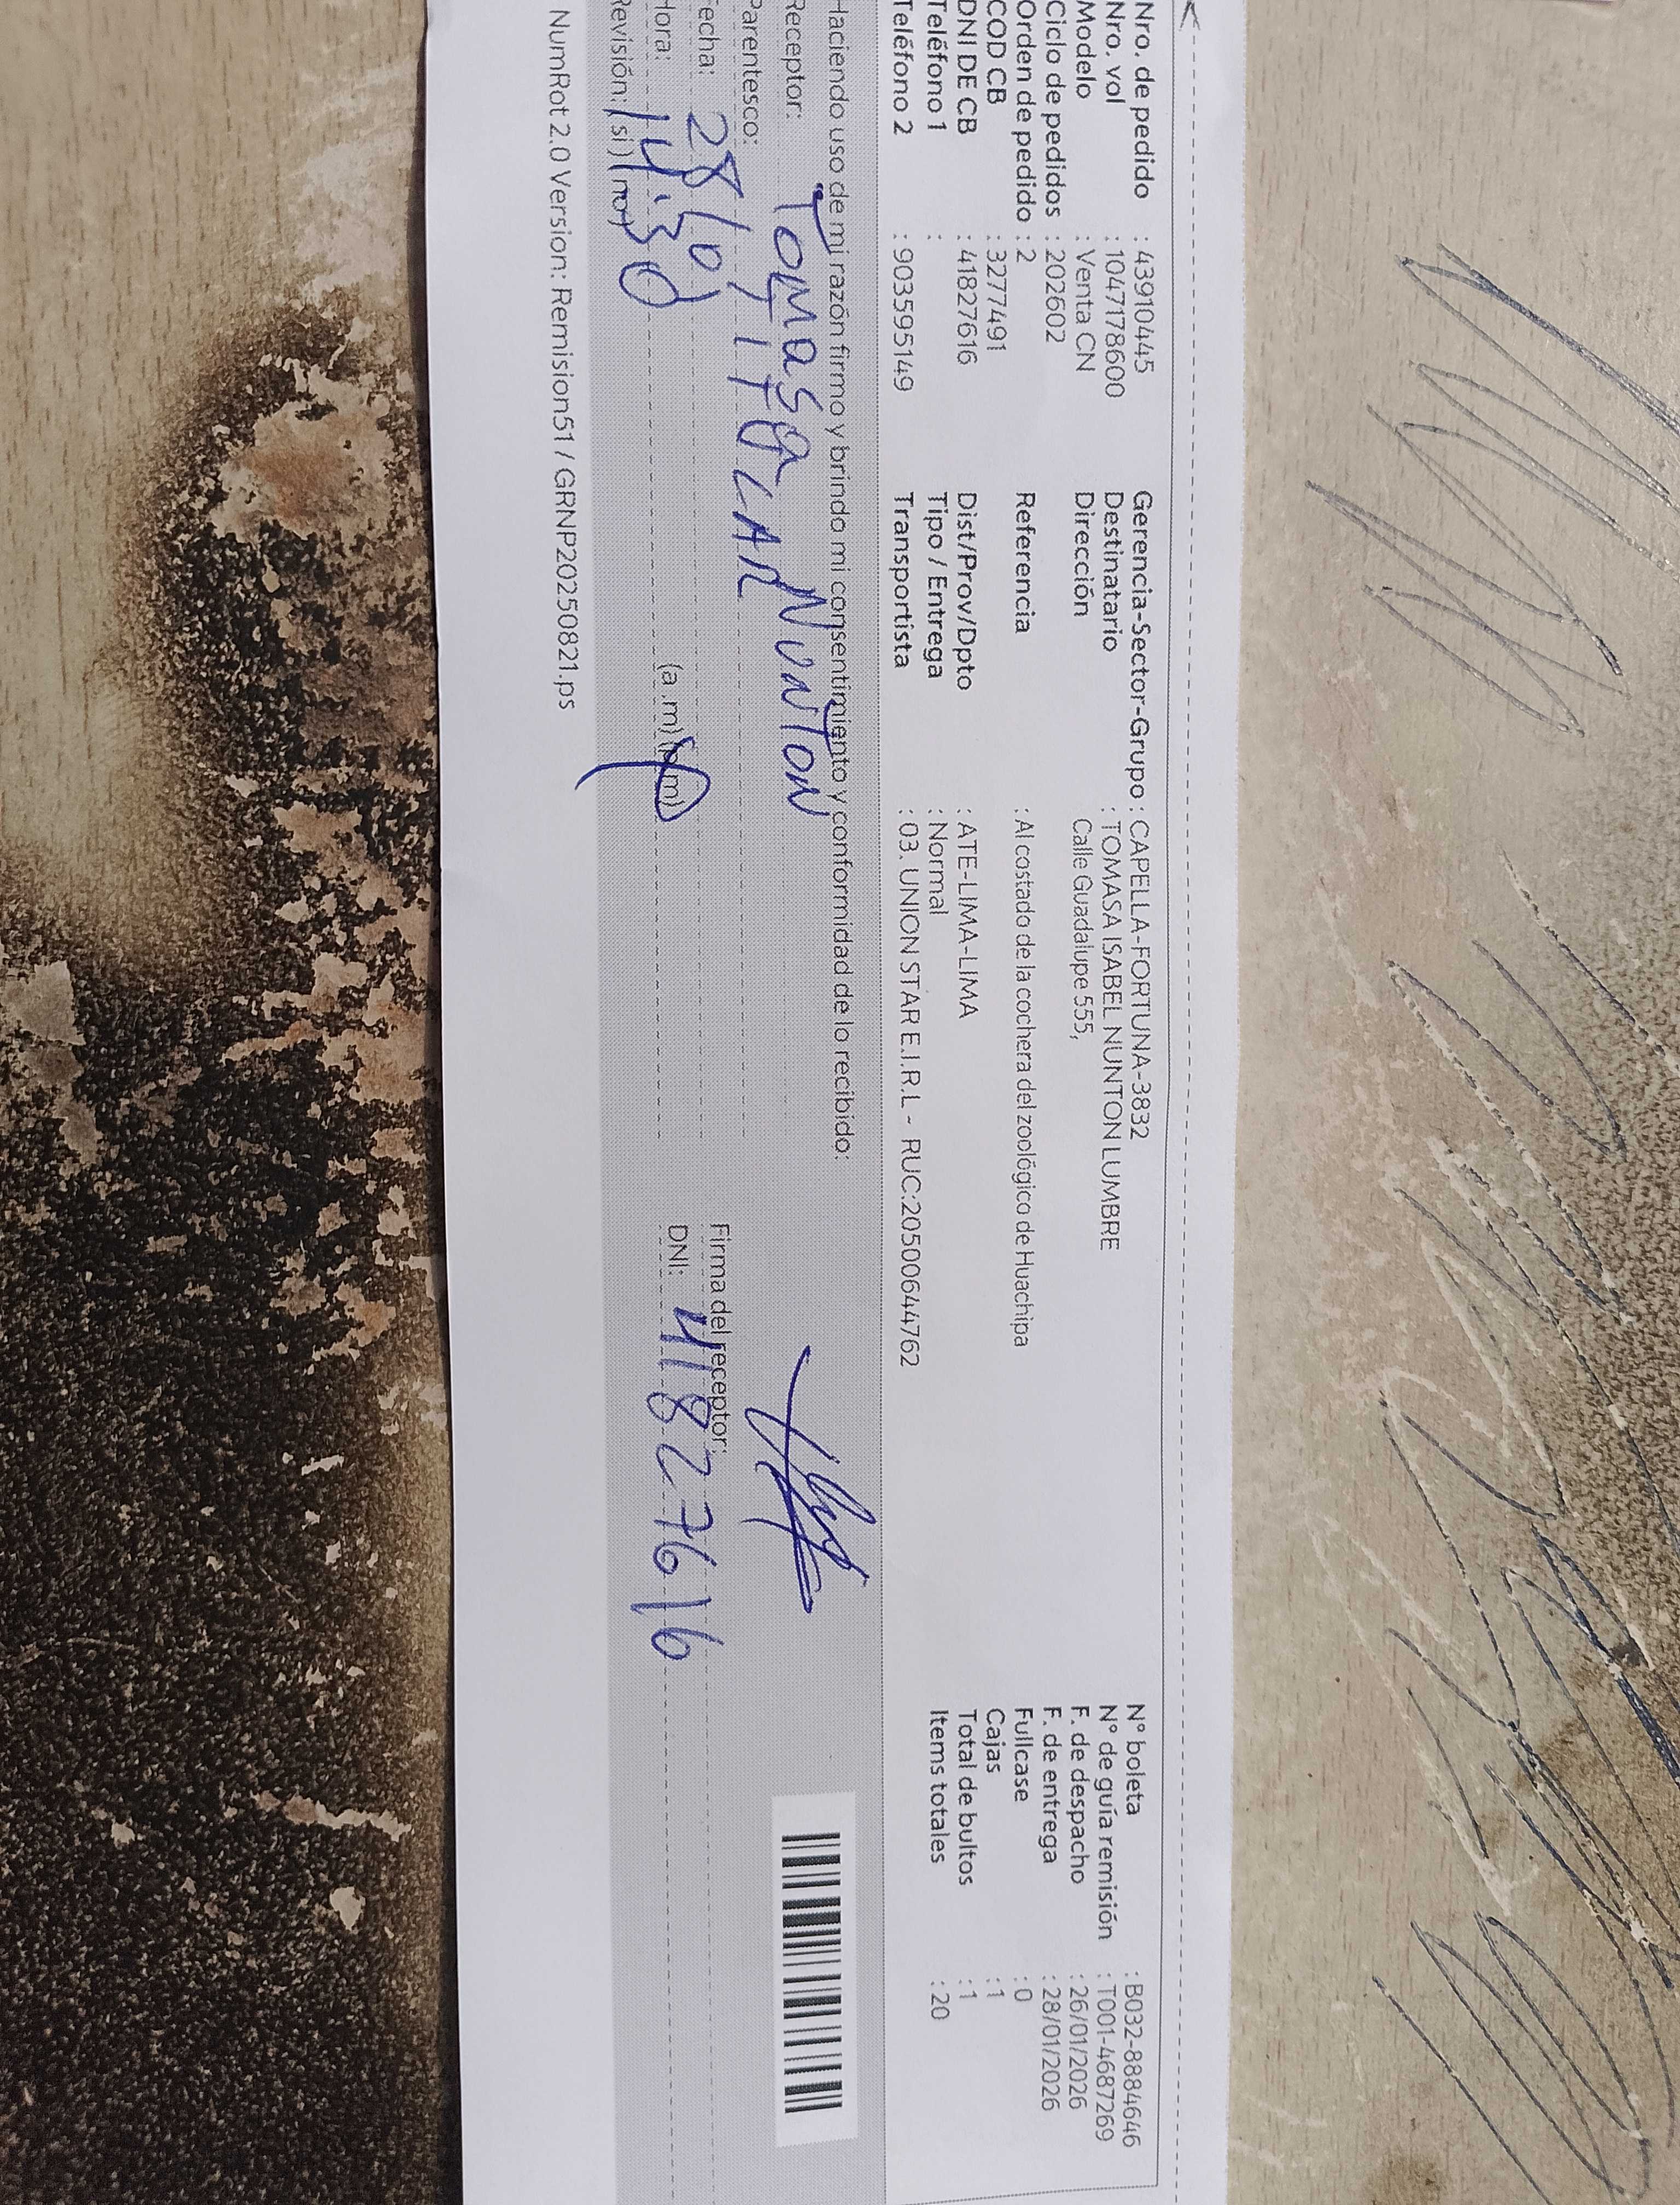 Nro. de pedido : 43910445
Nro. vol : 1047178600
Modelo : Venta CN
Ciclo de pedidos : 202602
Orden de pedido : 2
COD CB : 3277491
DNI DE CB : 41827616
Teléfono 1 :
Teléfono 2 : 903595149
Gerencia-Sector-Grupo : CAPELLA-FORTUNA-3832
Destinatario : TOMASA ISABEL NUNTON LUMBRE
Dirección Calle Guadalupe 555,
Referencia : Al costado de la cochera del zoológico de Huachipa
Dist/Prov/Dpto : ATE-LIMA-LIMA
Tipo / Entrega : Normal
Transportista : 03. UNION STAR E.I.R.L - RUC:20500644762
N° boleta : B032-8884646
N° de guía remisión : T001-4687269
F. de despacho : 26/01/2026
F. de entrega : 28/01/2026
Fullcase : 0
Cajas : 1
Total de bultos : 1
Items totales : 20
Haciendo uso de mi razón firmo y brindo mi consentimiento y conformidad de lo recibido:
Receptor: Tomasa Nunton
Parentesco: TITULAR
Fecha: 28/01
Hora: 14:30 (a.m) (p.m)
Revisión: (si) (no)
Firma del receptor:
DNI: 41827616
NumRot 2.0 Version: Remision51 / GRNP20250821.ps